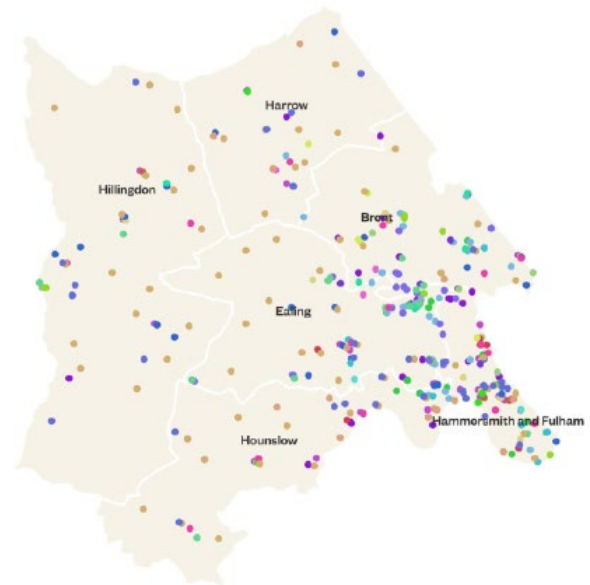 Harrow
Hillingdon
Brent
Ealing
Hammersmith and Fulham
Hounslow